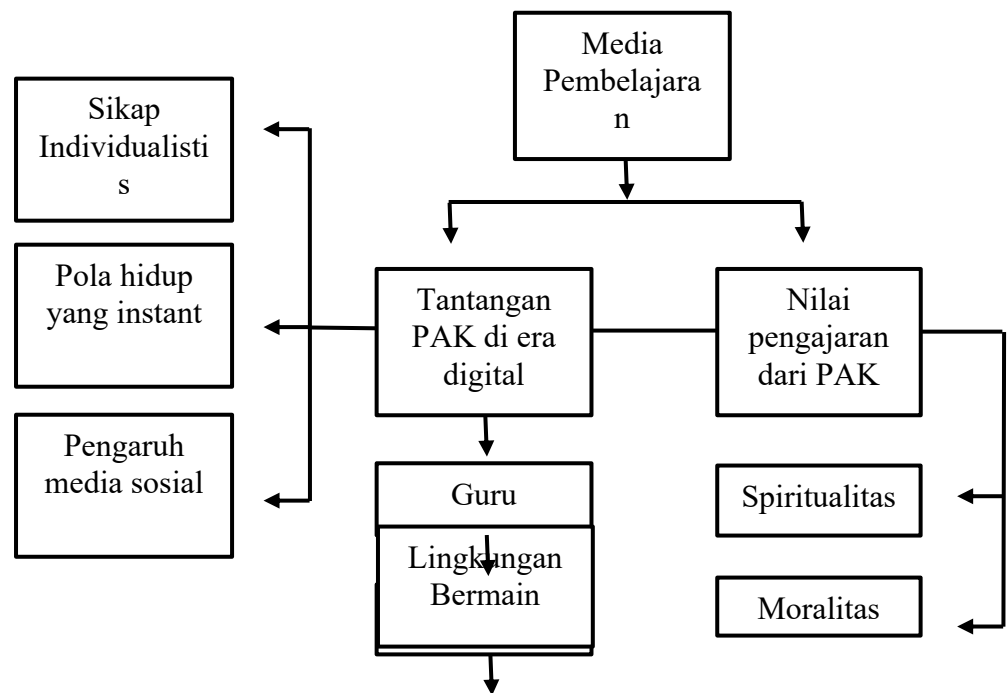 Media
Pembelajara
n
Sikap
Individualisti
s
Pola hidup
yang instant
Pengaruh
media sosial
Tantangan
PAK di era
digital
Nilai
pengajaran
dari PAK
Guru
Lingkungan
Bermain
Spiritualitas
Moralitas